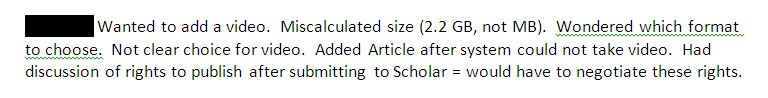 Wanted to add a video.  Miscalculated size (2.2 GB, not MB).  Wondered which format
to choose.  Not clear choice for video.  Added Article after system could not take video.  Had
discussion of rights to publish after submitting  to Scholar = would have to negotiate these rights.